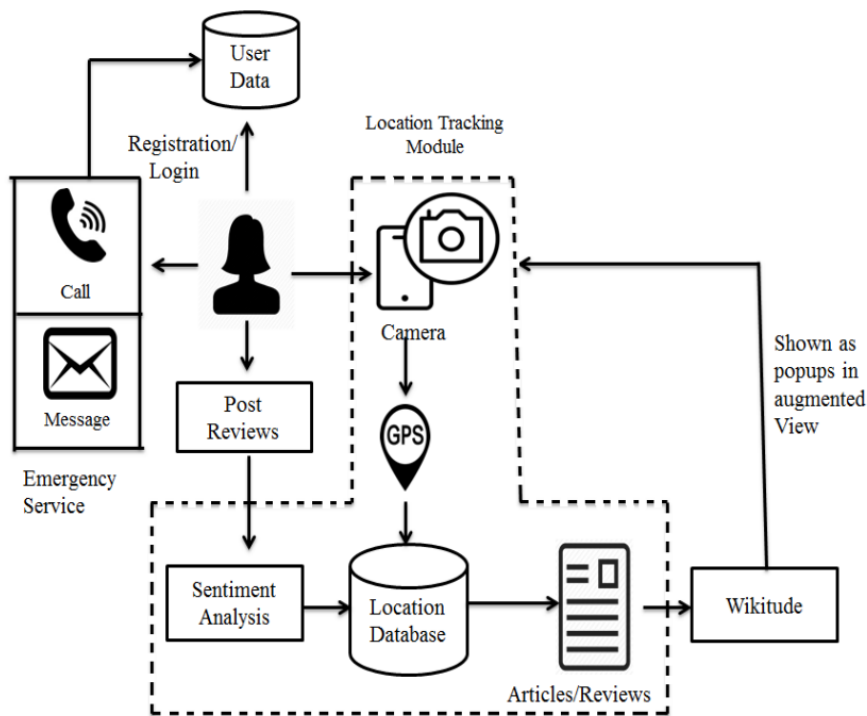 User
Data
Registration/
Login
Location Tracking
Module
Call
Camera
Message
Emergency
Service
Post
Reviews
GPS
Shown as
popups in
augmented
View
Sentiment
Analysis
Location
Database
Articles/Reviews
Wikitude